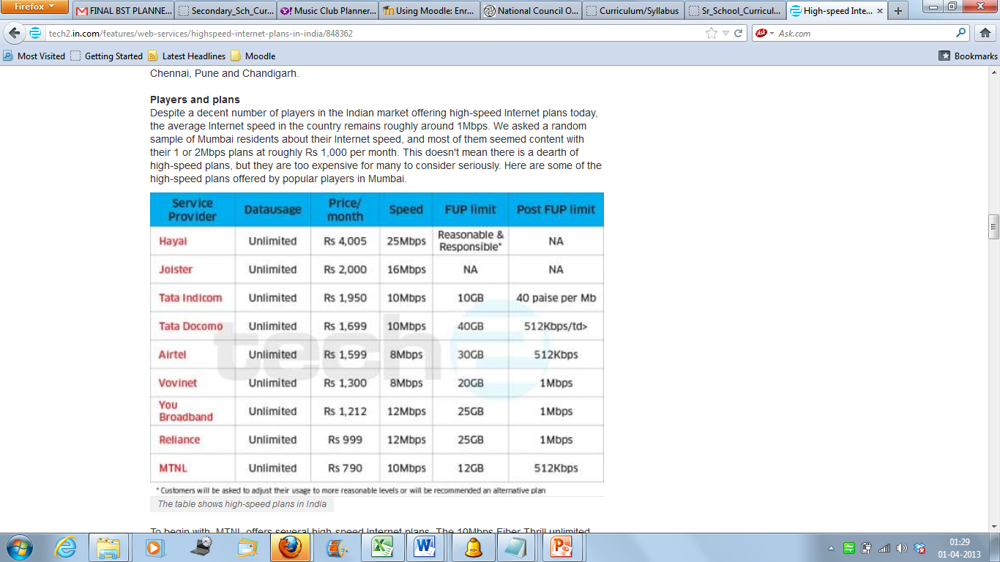 Firefox
FINAL BST PLANNE...
Secondary_Sch_Cur...
Music Club Planner...
Using Moodle: Enr...
National Council O...
Curriculum/Syllabus
Sr_School_Curricul...
High-speed Inte...
tech2.in.com/features/web-services/highspeed-internet-plans-in-india/848362
Ask
Ask.com
Most Visited
Getting Started
Latest Headlines
Moodle
Bookmarks
Chennai, Pune and Chandigarh.
Players and plans
Despite a decent number of players in the Indian market offering high-speed Internet plans today,
the average Internet speed in the country remains roughly around 1Mbps. We asked a random
sample of Mumbai residents about their Internet speed, and most of them seemed content with
their 1 or 2Mbps plans at roughly Rs 1,000 per month. This doesn't mean there is a dearth of
high-speed plans, but they are too expensive for many to consider seriously. Here are some of the
high-speed plans offered by popular players in Mumbai.
Service Provider Datausage Price/month Speed FUP limit Post FUP limit
Hayai Unlimited Rs 4,005 25Mbps Reasonable & Responsible* NA
Joister Unlimited Rs 2,000 16Mbps NA NA
Tata Indicom Unlimited Rs 1,950 10Mbps 10GB 40 paise per Mb
Tata Docomo Unlimited Rs 1,699 10Mbps 40GB 512Kbps/td>
Airtel Unlimited Rs 1,599 8Mbps 30GB 512Kbps
Vovinet Unlimited Rs 1,300 8Mbps 20GB 1Mbps
You Broadband Unlimited Rs 1,212 12Mbps 25GB 1Mbps
Reliance Unlimited Rs 999 12Mbps 25GB 1Mbps
MTNL Unlimited Rs 790 10Mbps 12GB 512Kbps
tech2
* Customers will be asked to adjust their usage to more reasonable levels or will be recommended an alternative plan
The table shows high-speed plans in India
To begin with, MTNL offers several high-speed Internet plans. The 10Mbps Fiber Thrill unlimited
01:29
01-04-2013